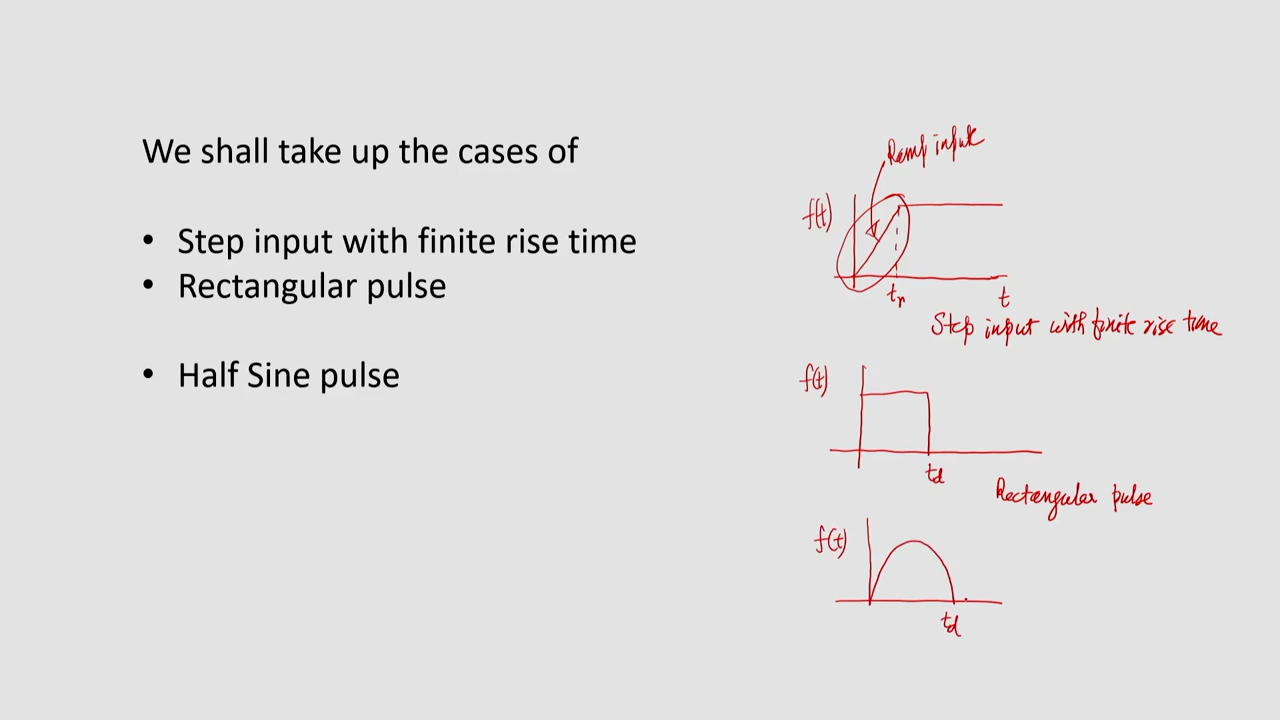 We shall take up the cases of
• Step input with finite rise time
• Rectangular pulse
• Half Sine pulse
Ramp input
f(t)
tr
t
Step input with finite rise time
f(t)
td
Rectangular pulse
f(t)
td